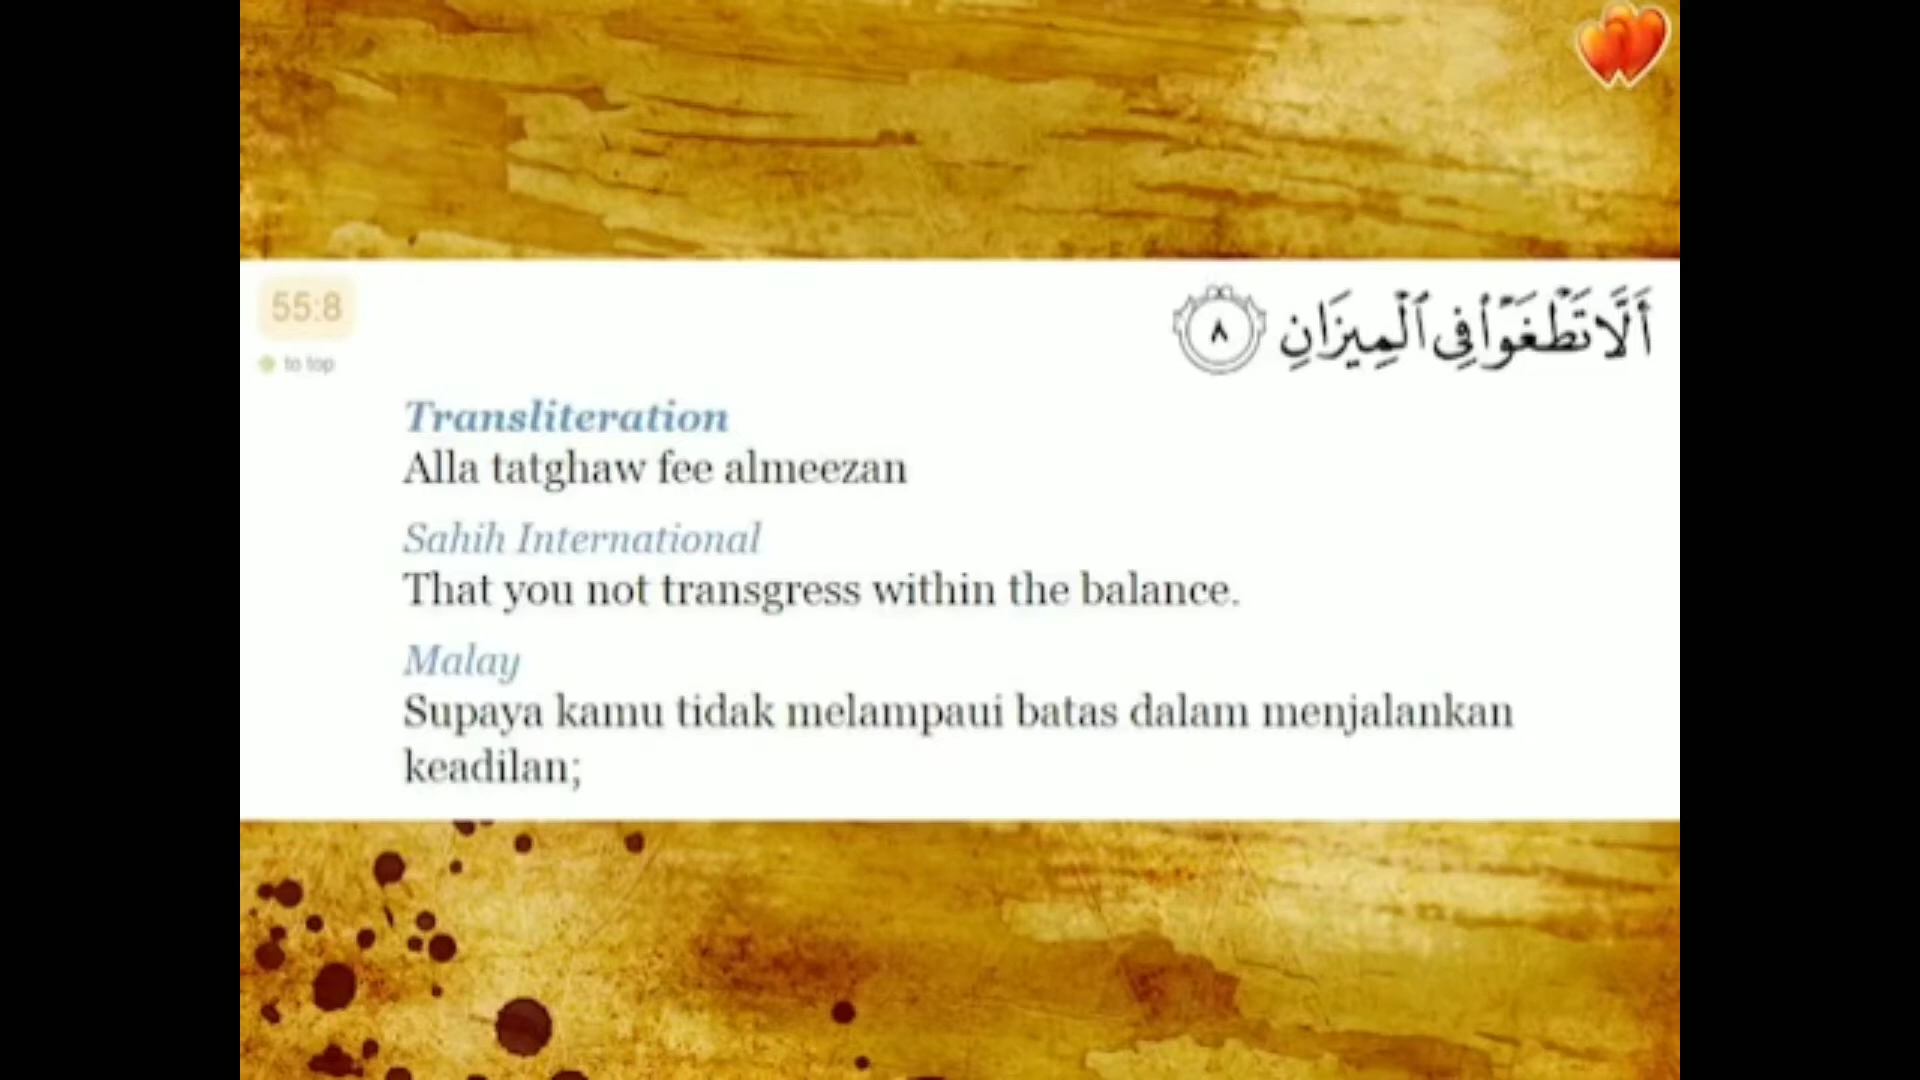 55:8
أَلَّا تَطْغَوْا۟ فِى ٱلْمِيزَانِ ٨
to top
Transliteration
Alla tatghaw fee almeezan
Sahih International
That you not transgress within the balance.
Malay
Supaya kamu tidak melampaui batas dalam menjalankan
keadilan;